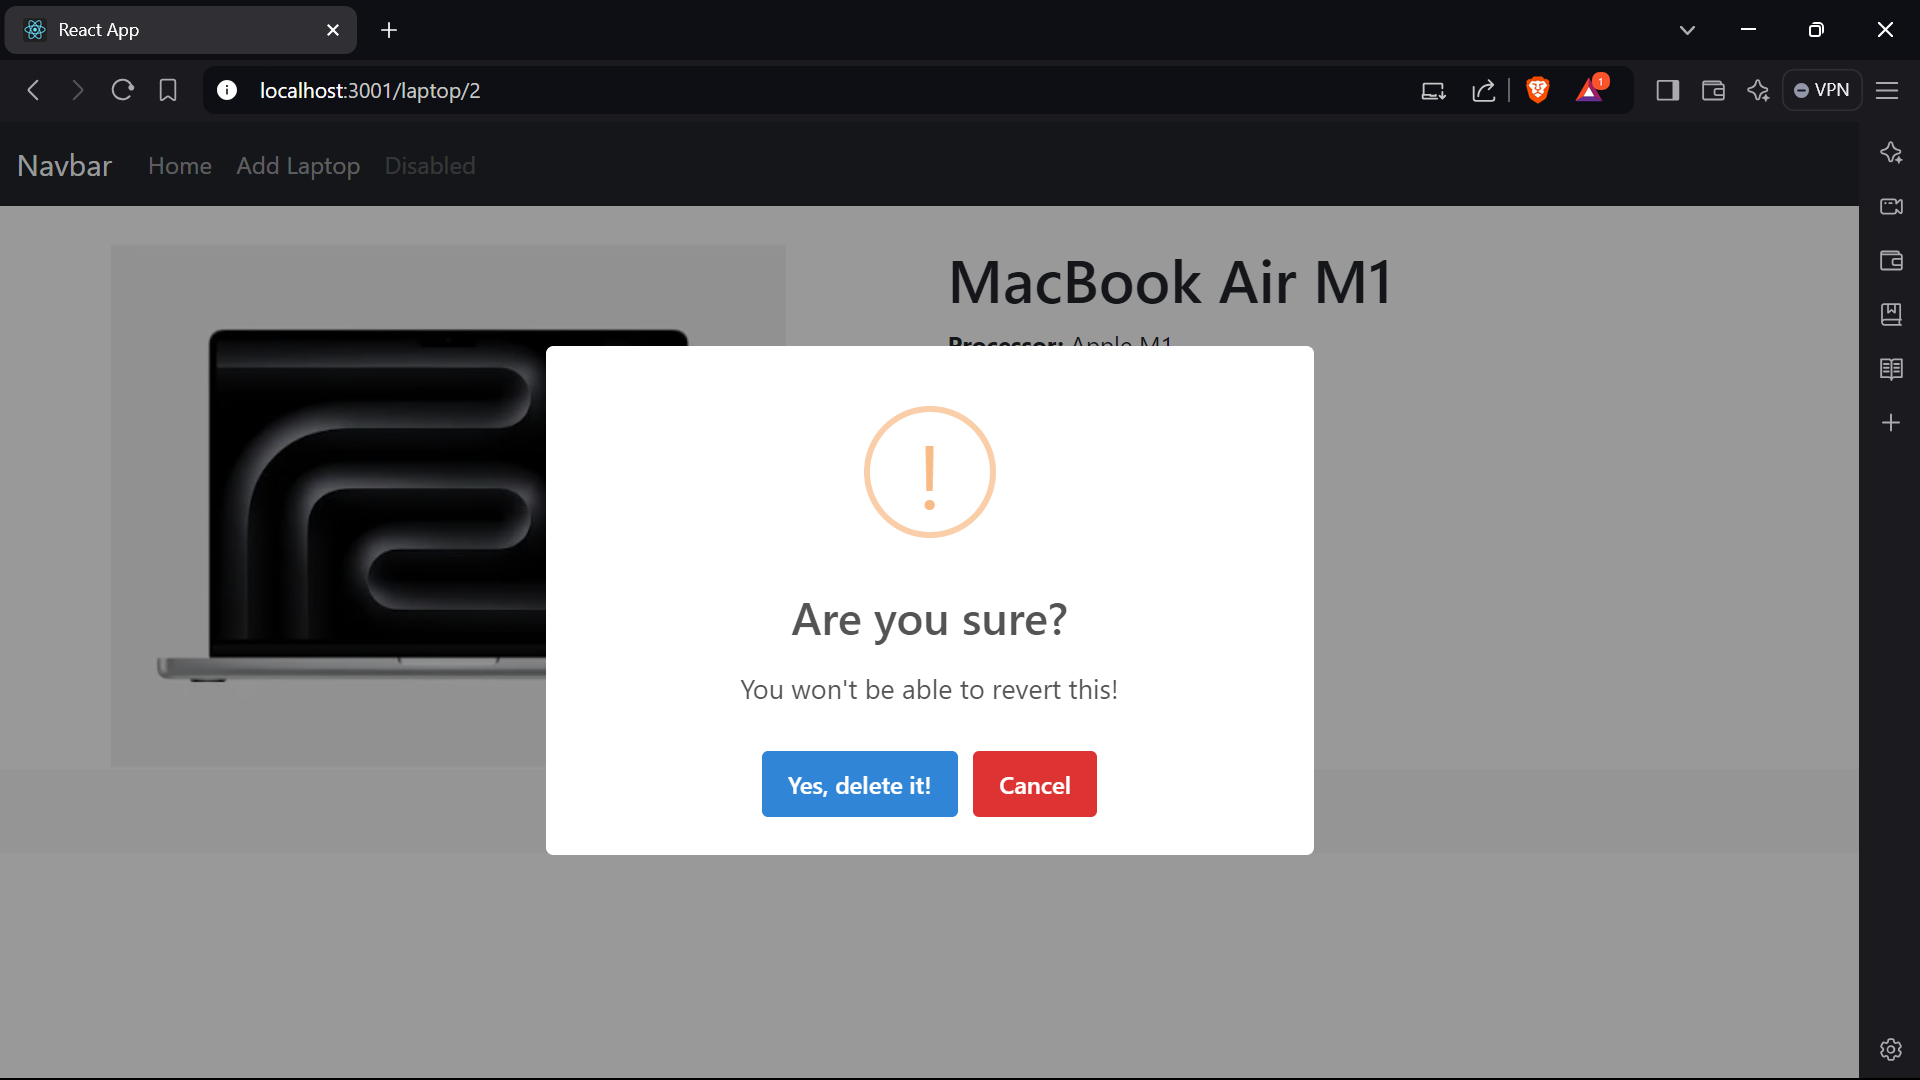 React App
localhost:3001/laptop/2
1
VPN
Navbar Home Add Laptop Disabled
MacBook Air M1
Processor: Apple M1
!
Are you sure?
You won't be able to revert this!
Yes, delete it! Cancel